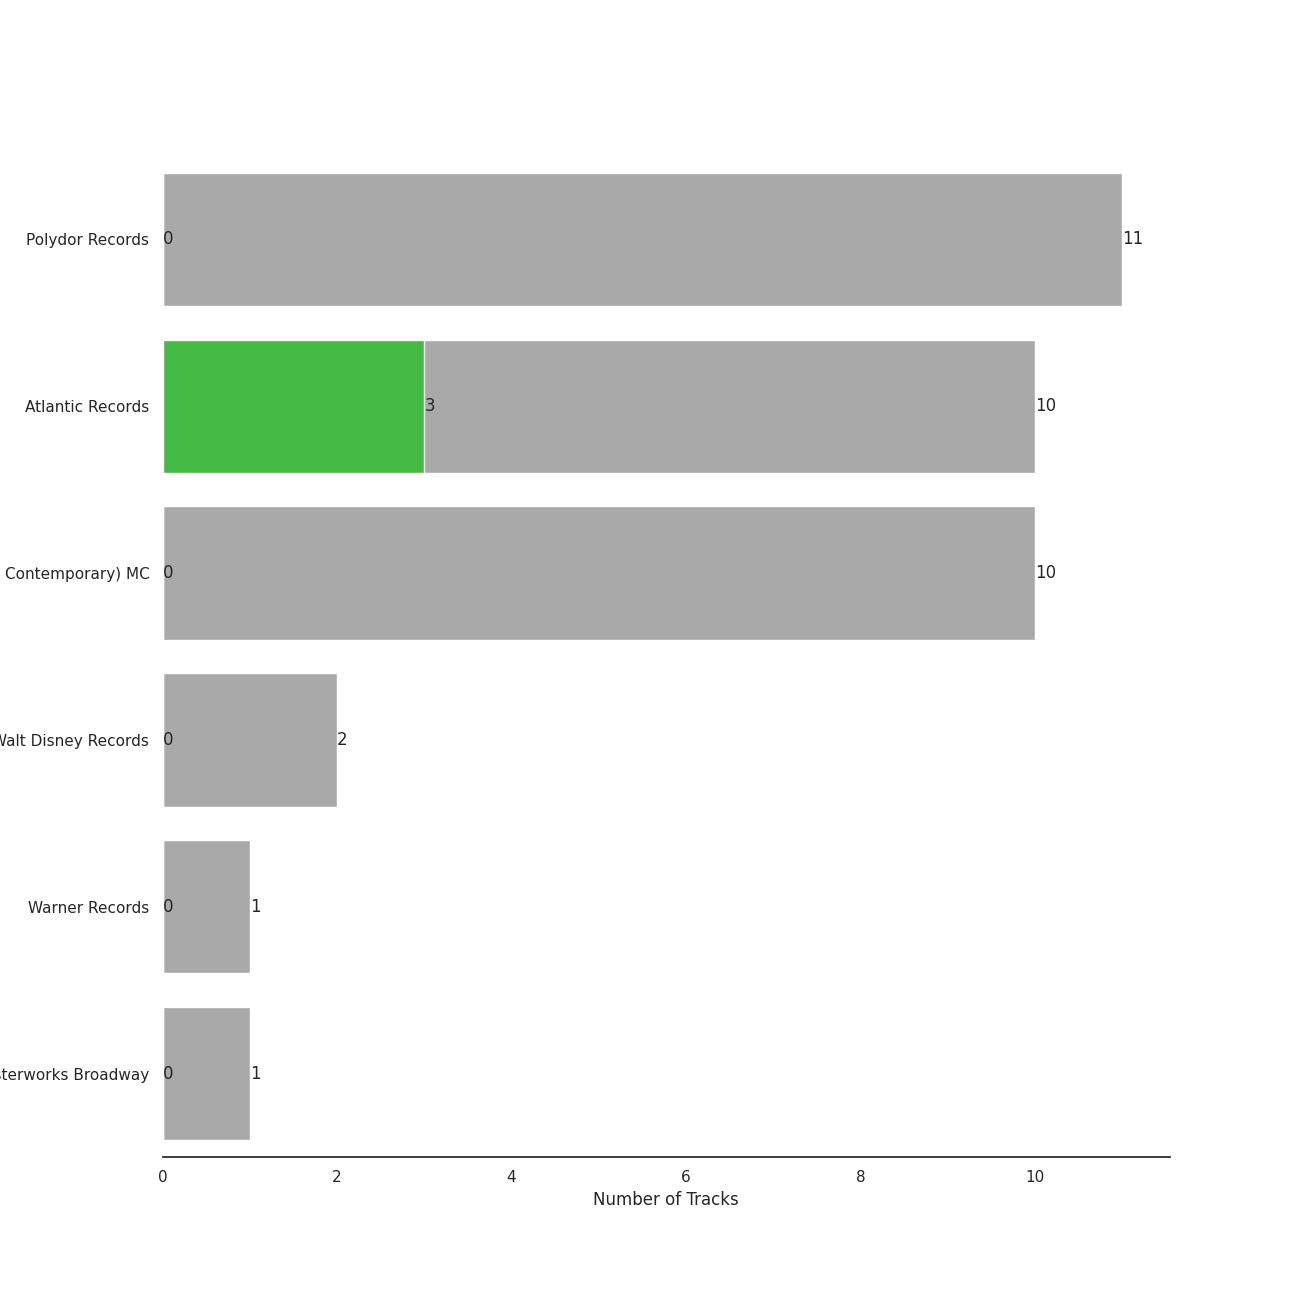 Polydor Records 0 11
Atlantic Records 3 10
Contemporary) MC 0 10
Walt Disney Records 0 2
Warner Records 0 1
sterworks Broadway 0 1
0 2 4 6 8 10
Number of Tracks